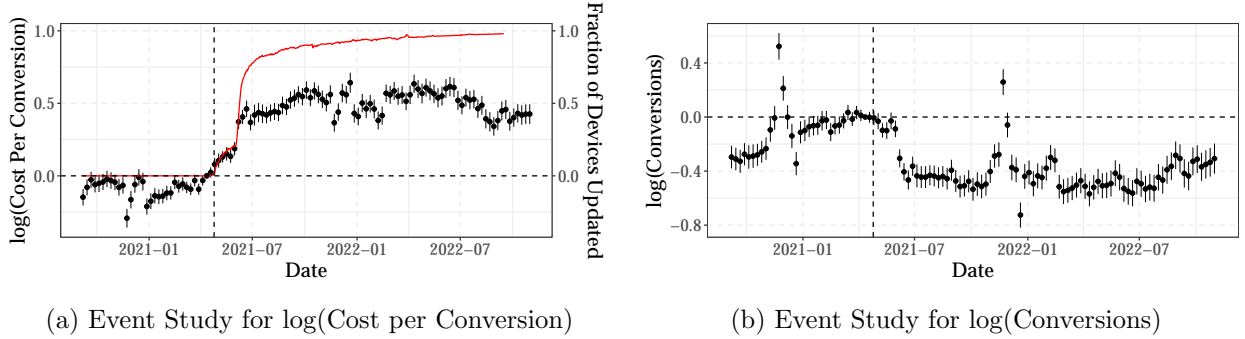 log(Cost Per Conversion)
1.0
0.5
0.0
1.0
0.5
0.0
Fraction of Devices Updated
2021−01
2021−07
2022−01
2022−07
Date
(a) Event Study for log(Cost per Conversion)
log(Conversions)
0.4
0.0
−0.4
−0.8
2021−01
2021−07
2022−01
2022−07
Date
(b) Event Study for log(Conversions)